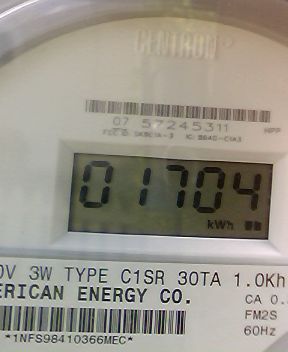 CENTRON®
07 57245311
HPP
01704
kWh
0V 3W TYPE C1SR 30TA 1.0Kh
ERICAN ENERGY CO.
CA 0.
FM2S
60Hz
*1NFS98410366MEC*